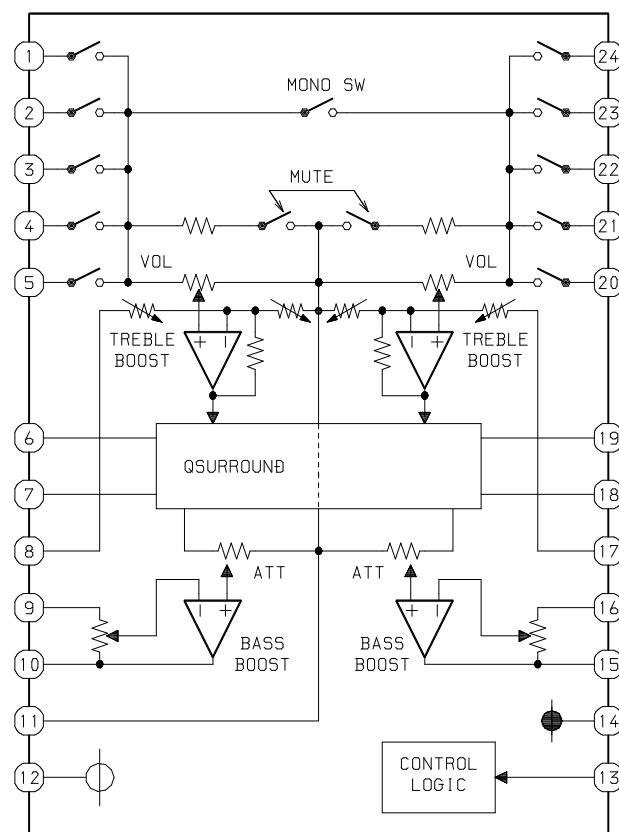 1
24
MONO SW
2
23
3
22
MUTE
4
21
VOL
VOL
5
20
TREBLE
BOOST
+
−
−
+
TREBLE
BOOST
6
19
QSURROUND
7
18
8
17
ATT
ATT
9
−
+
+
−
16
BASS
BOOST
BASS
BOOST
10
15
11
14
12
CONTROL
LOGIC
13